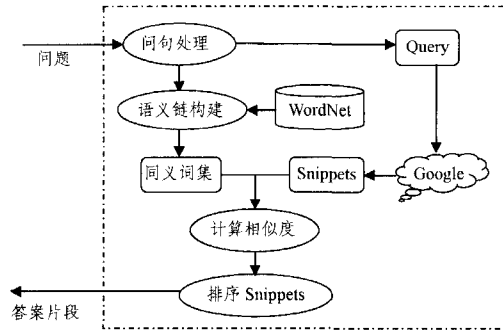 问题
问句处理
Query
语义链构建
WordNet
同义词集
Snippets
Google
计算相似度
排序 Snippets
答案片段